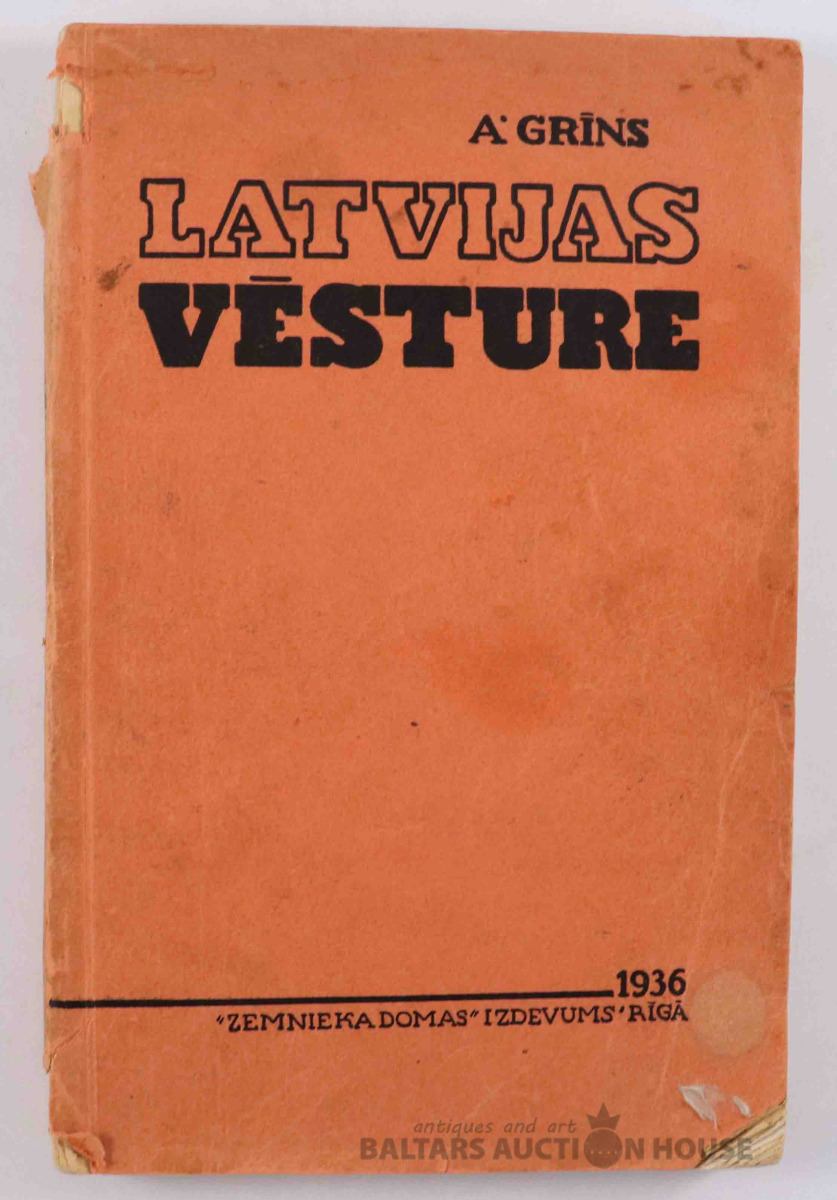 A. GRĪNS
LATVIJAS
VĒSTURE
1936
"ZEMNIEKA DOMAS" IZDEVUMS' RĪGĀ
antiques and art
BALTARS AUCTION HOUSE